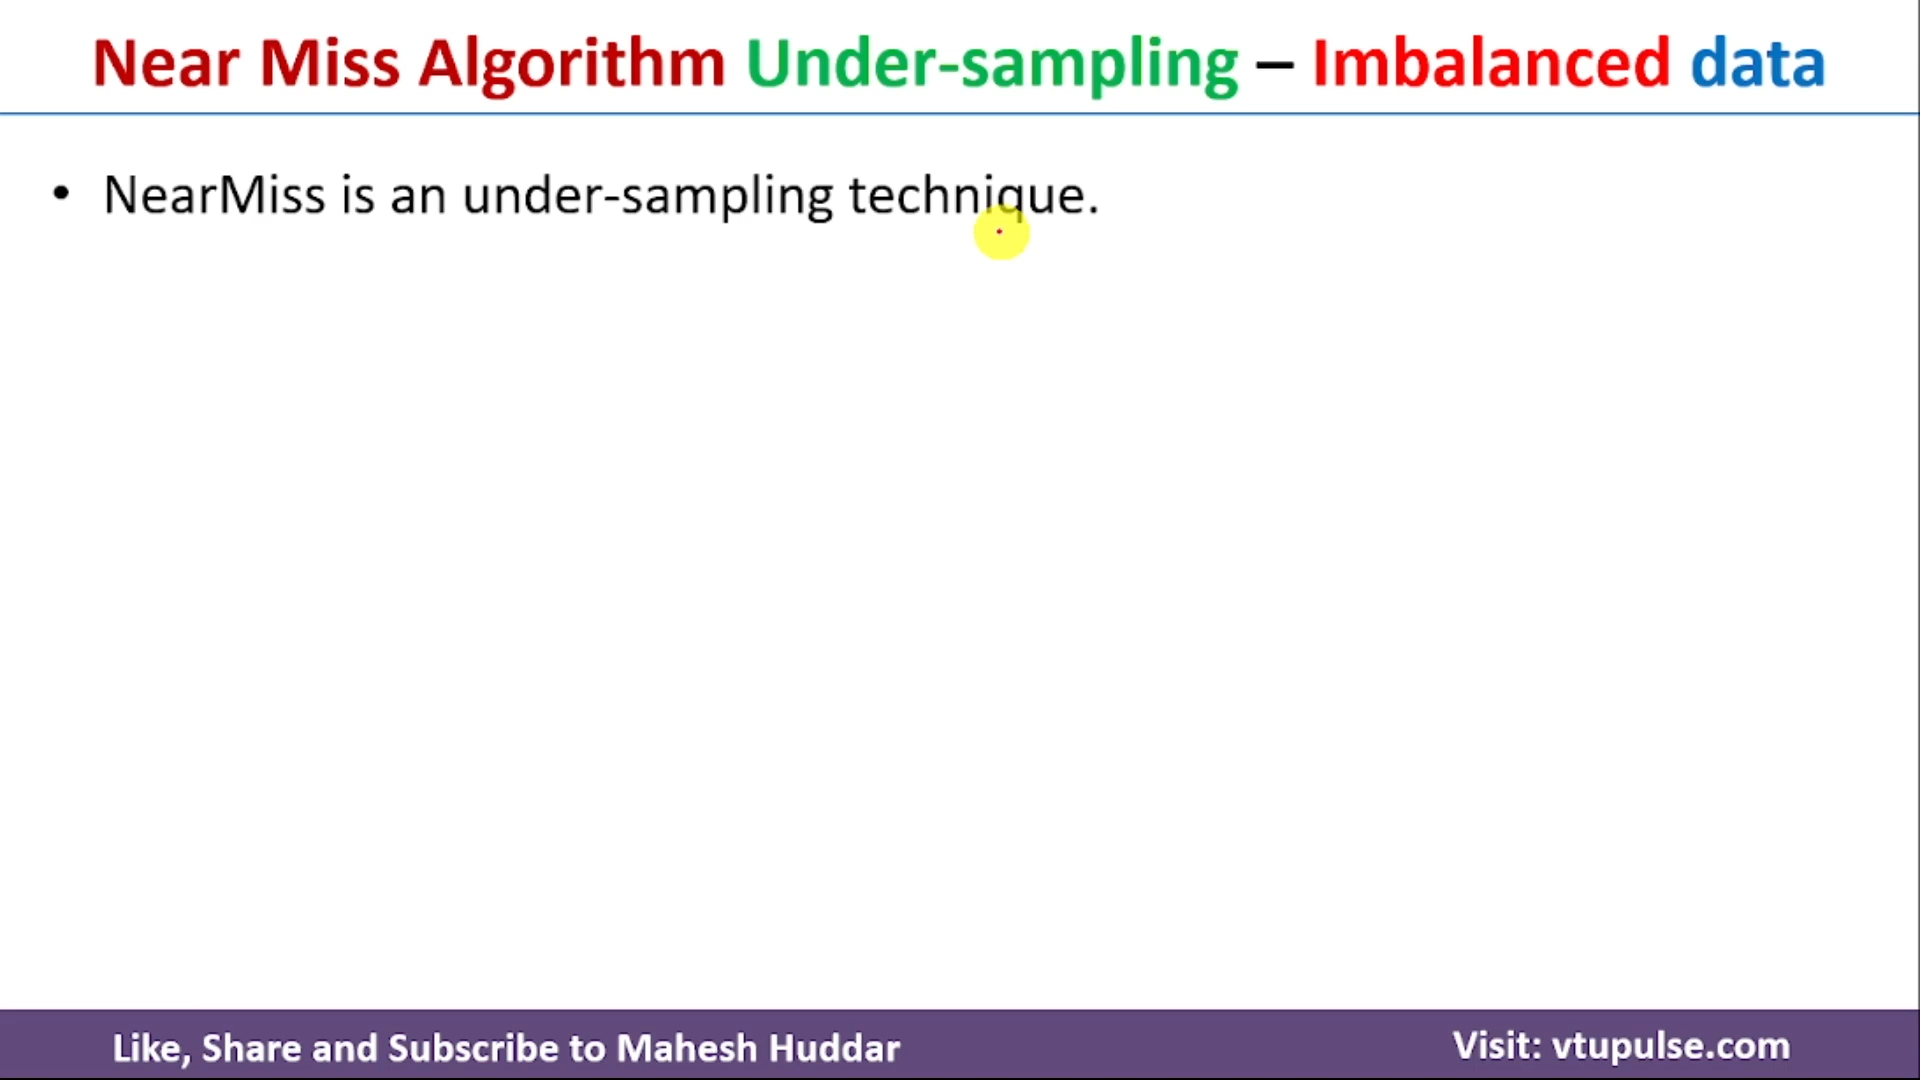 Near Miss Algorithm Under-sampling – Imbalanced data
• NearMiss is an under-sampling technique.
Like, Share and Subscribe to Mahesh Huddar
Visit: vtupulse.com